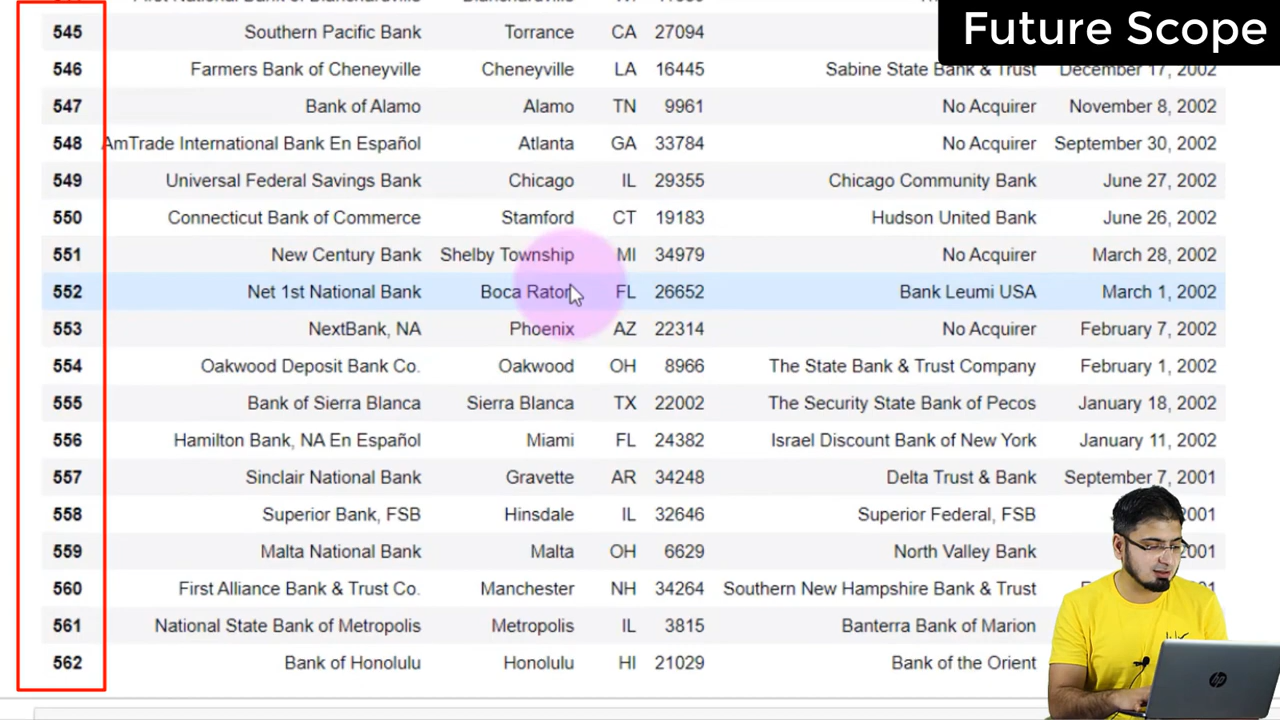 Future Scope
545 Southern Pacific Bank Torrance CA 27094
546 Farmers Bank of Cheneyville Cheneyville LA 16445 Sabine State Bank & Trust December 17, 2002
547 Bank of Alamo Alamo TN 9961 No Acquirer November 8, 2002
548 AmTrade International Bank En Español Atlanta GA 33784 No Acquirer September 30, 2002
549 Universal Federal Savings Bank Chicago IL 29355 Chicago Community Bank June 27, 2002
550 Connecticut Bank of Commerce Stamford CT 19183 Hudson United Bank June 26, 2002
551 New Century Bank Shelby Township MI 34979 No Acquirer March 28, 2002
552 Net 1st National Bank Boca Raton FL 26652 Bank Leumi USA March 1, 2002
553 NextBank, NA Phoenix AZ 22314 No Acquirer February 7, 2002
554 Oakwood Deposit Bank Co. Oakwood OH 8966 The State Bank & Trust Company February 1, 2002
555 Bank of Sierra Blanca Sierra Blanca TX 22002 The Security State Bank of Pecos January 18, 2002
556 Hamilton Bank, NA En Español Miami FL 24382 Israel Discount Bank of New York January 11, 2002
557 Sinclair National Bank Gravette AR 34248 Delta Trust & Bank September 7, 2001
558 Superior Bank, FSB Hinsdale IL 32646 Superior Federal, FSB 2001
559 Malta National Bank Malta OH 6629 North Valley Bank 2001
560 First Alliance Bank & Trust Co. Manchester NH 34264 Southern New Hampshire Bank & Trust
561 National State Bank of Metropolis Metropolis IL 3815 Banterra Bank of Marion
562 Bank of Honolulu Honolulu HI 21029 Bank of the Orient
hp